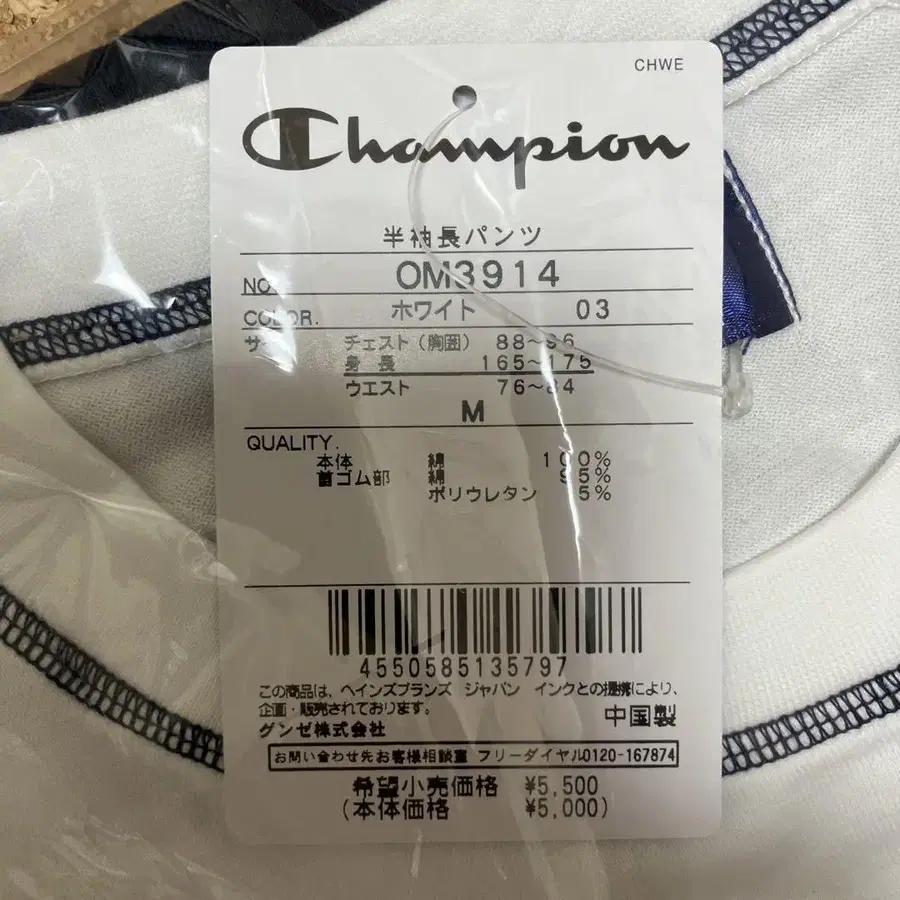 CHWE
Champion
半袖長パンツ
NO. OM3914
COLOR. ホワイト 03
チェスト(胸囲) 88~96
身長 165~175
ウエスト 76~84
M
QUALITY.
本体 綿 100%
首ゴム部 綿 95%
ポリウレタン 5%
4550585135797
この商品は、ヘインズブランズ ジャパン インクとの提携により、
企画・販売されております。
グンゼ株式会社
中国製
お問い合わせ先お客様相談室 フリーダイヤル0120-167874
希望小売価格 ¥5,500
(本体価格 ¥5,000)